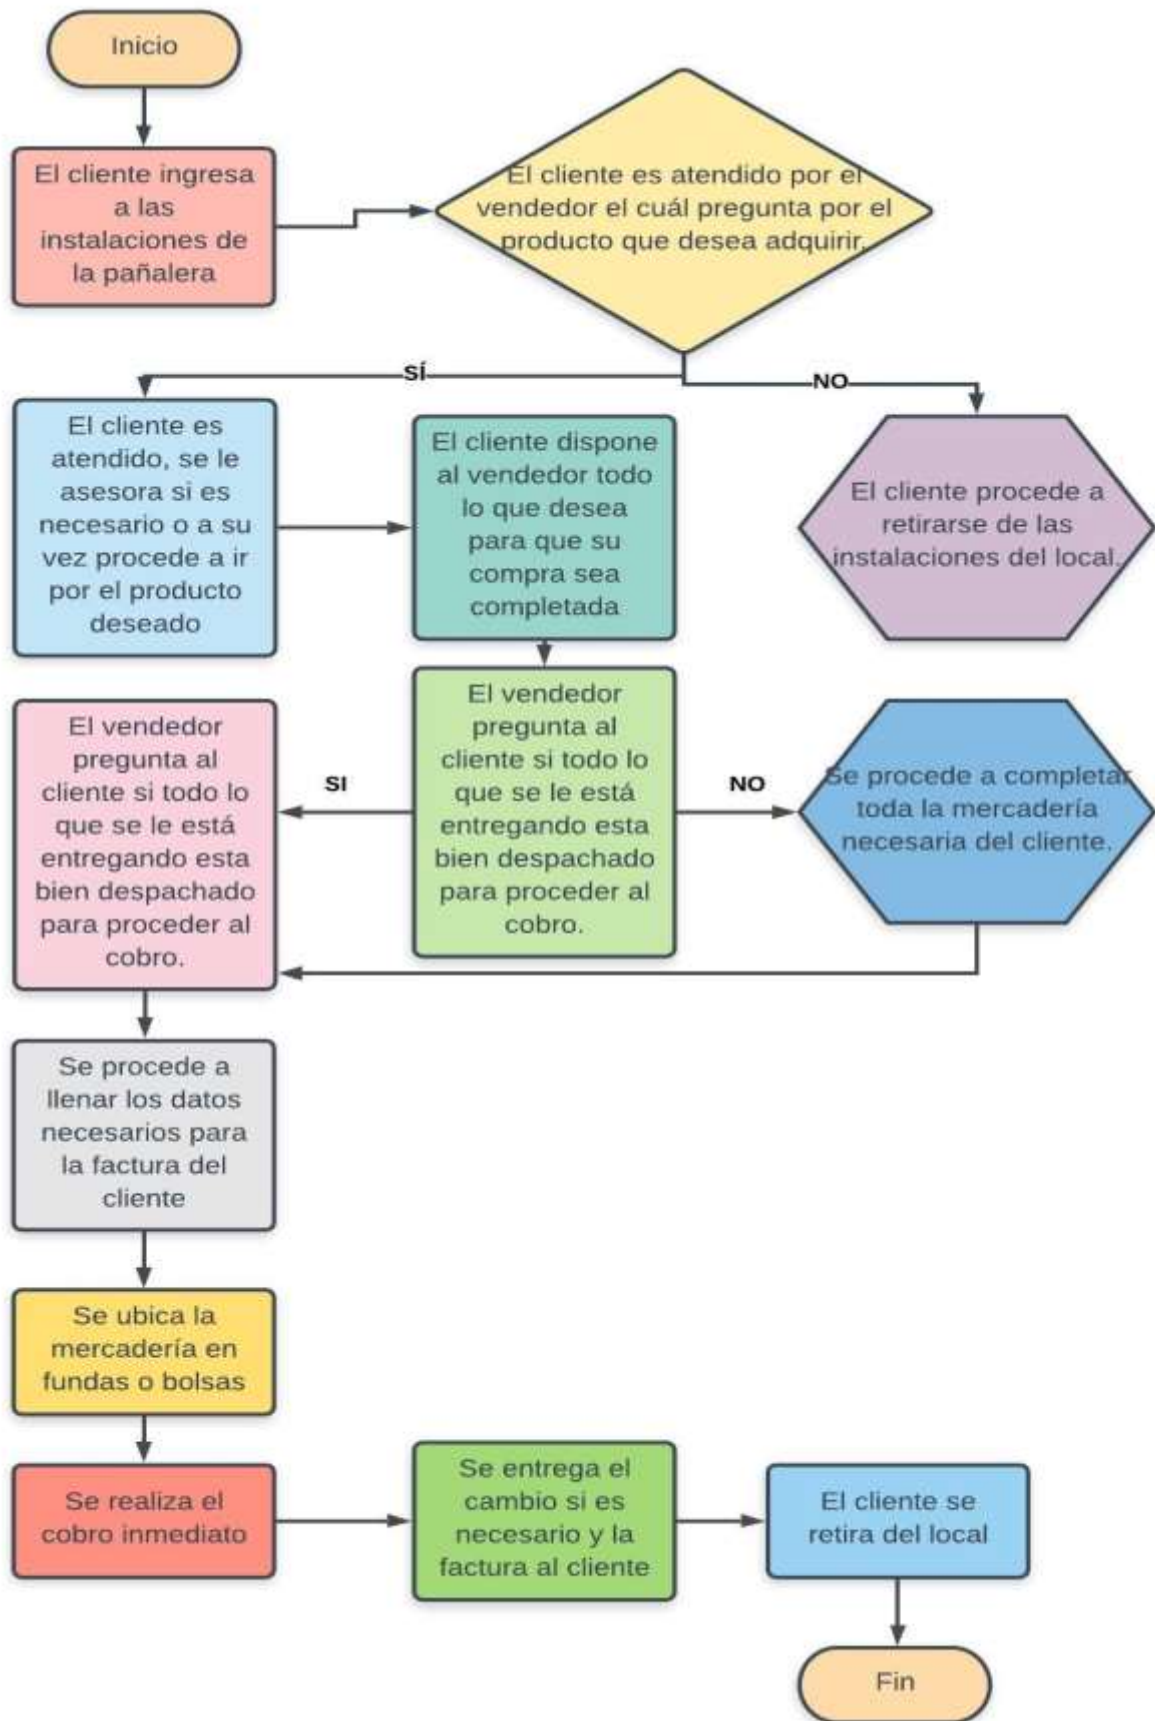 Inicio
El cliente ingresa
a las
instalaciones de
la pañalera
El cliente es atendido por el
vendedor el cuál pregunta por el
producto que desea adquirir.
SÍ
NO
El cliente es
atendido, se le
asesora si es
necesario o a su
vez procede a ir
por el producto
deseado
El cliente dispone
al vendedor todo
lo que desea
para que su
compra sea
completada
El cliente procede a
retirarse de las
instalaciones del local.
El vendedor
pregunta al
cliente si todo lo
que se le está
entregando esta
bien despachado
para proceder al
cobro.
SI
El vendedor
pregunta al
cliente si todo lo
que se le está
entregando esta
bien despachado
para proceder al
cobro.
NO
Se procede a completar
toda la mercadería
necesaria del cliente.
Se procede a
llenar los datos
necesarios para
la factura del
cliente
Se ubica la
mercadería en
fundas o bolsas
Se realiza el
cobro inmediato
Se entrega el
cambio si es
necesario y la
factura al cliente
El cliente se
retira del local
Fin